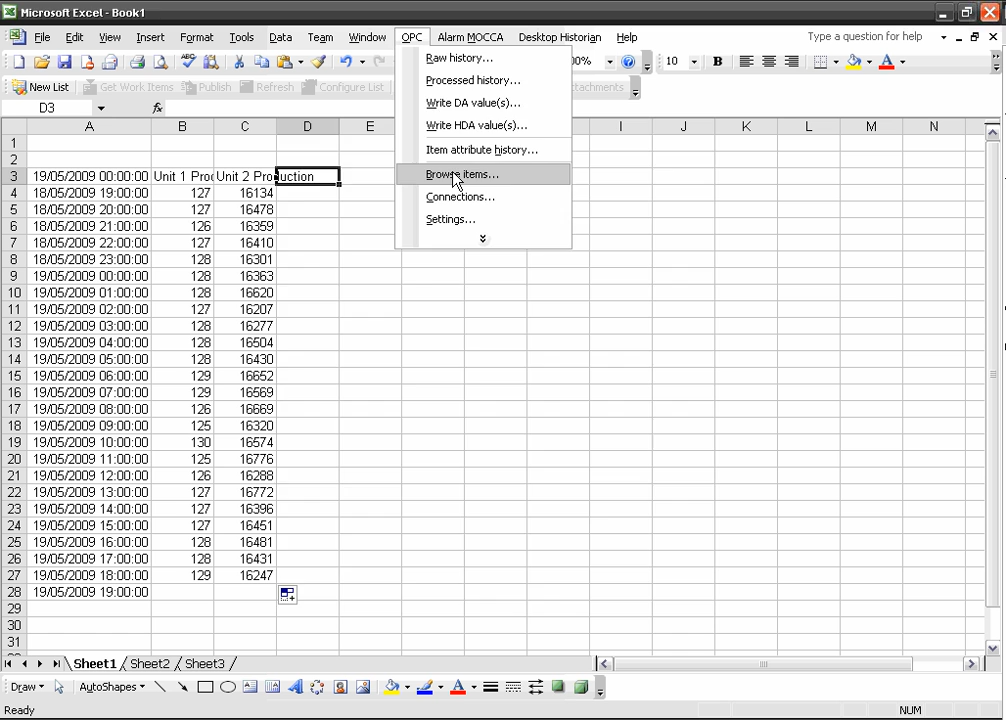 Microsoft Excel - Book1
File Edit View Insert Format Tools Data Team Window OPC Alarm MOCCA Desktop Historian Help Type a question for help
00% 10 B A
New List Get Work Items Publish Refresh Configure List ttachments
D3 fx
Raw history...
Processed history...
Write DA value(s)...
Write HDA value(s)...
Item attribute history...
Browse items...
Connections...
Settings...
A B C D E I J K L M N
1
2
3 19/05/2009 00:00:00 Unit 1 Proc Unit 2 Production
4 18/05/2009 19:00:00 127 16134
5 18/05/2009 20:00:00 127 16478
6 18/05/2009 21:00:00 126 16359
7 18/05/2009 22:00:00 127 16410
8 18/05/2009 23:00:00 128 16301
9 19/05/2009 00:00:00 128 16363
10 19/05/2009 01:00:00 128 16620
11 19/05/2009 02:00:00 127 16207
12 19/05/2009 03:00:00 128 16277
13 19/05/2009 04:00:00 128 16504
14 19/05/2009 05:00:00 128 16430
15 19/05/2009 06:00:00 129 16652
16 19/05/2009 07:00:00 129 16569
17 19/05/2009 08:00:00 126 16669
18 19/05/2009 09:00:00 125 16320
19 19/05/2009 10:00:00 130 16574
20 19/05/2009 11:00:00 125 16776
21 19/05/2009 12:00:00 126 16288
22 19/05/2009 13:00:00 127 16772
23 19/05/2009 14:00:00 127 16396
24 19/05/2009 15:00:00 127 16451
25 19/05/2009 16:00:00 128 16481
26 19/05/2009 17:00:00 128 16431
27 19/05/2009 18:00:00 129 16247
28 19/05/2009 19:00:00
29
30
31
Sheet1 Sheet2 Sheet3
Draw AutoShapes A A
Ready NUM